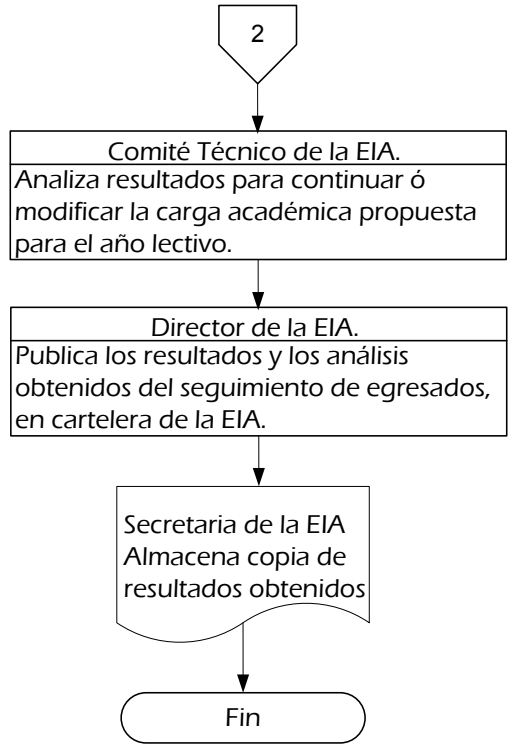 2
Comité Técnico de la EIA.
Analiza resultados para continuar ó
modificar la carga académica propuesta
para el año lectivo.
Director de la EIA.
Publica los resultados y los análisis
obtenidos del seguimiento de egresados,
en cartelera de la EIA.
Secretaria de la EIA
Almacena copia de
resultados obtenidos
Fin